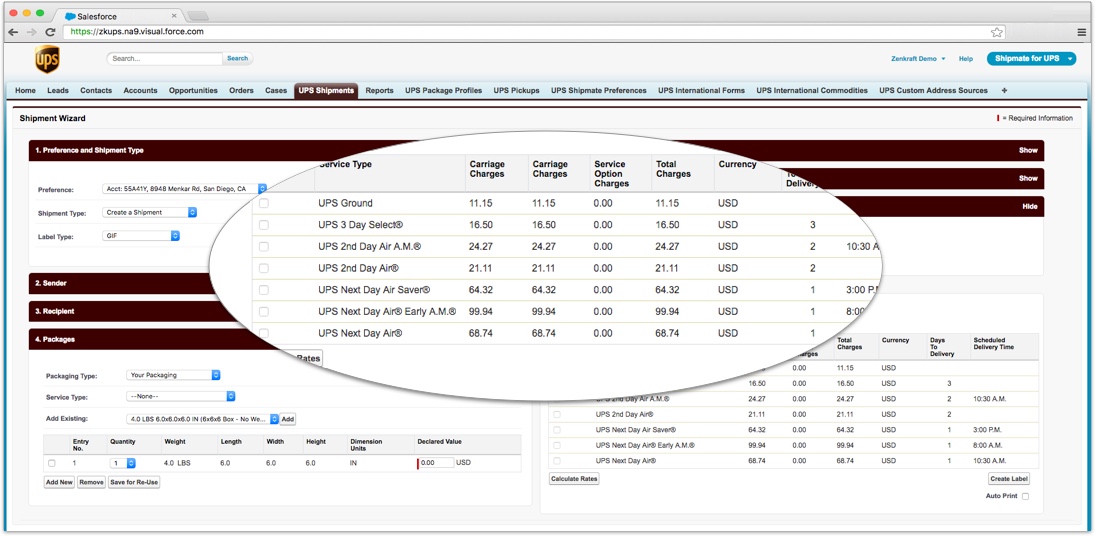 Salesforce
https://zkups.na9.visual.force.com
ups
Search...
Search
Zenkraft Demo
Help
Shipmate for UPS
Home Leads Contacts Accounts Opportunities Orders Cases UPS Shipments Reports UPS Package Profiles UPS Pickups UPS Shipmate Preferences UPS International Forms UPS International Commodities UPS Custom Address Sources +
Shipment Wizard
= Required Information
1. Preference and Shipment Type
Show
Preference: Acct: 55A41Y, 8948 Menkar Rd, San Diego, CA
Show
Shipment Type: Create a Shipment
Hide
Label Type: GIF
2. Sender
3. Recipient
4. Packages
Packaging Type: Your Packaging
Service Type: --None--
Add Existing: 4.0 LBS 6.0x6.0x6.0 IN (6x6x6 Box - No We... Add
Entry No. Quantity Weight Length Width Height Dimension Units Declared Value
1 1 4.0 LBS 6.0 6.0 6.0 IN 0.00 USD
Add New Remove Save for Re-Use
Service Type Carriage Charges Carriage Charges Service Option Charges Total Charges Currency Delivery
UPS Ground 11.15 11.15 0.00 11.15 USD
UPS 3 Day Select® 16.50 16.50 0.00 16.50 USD 3
UPS 2nd Day Air A.M.® 24.27 24.27 0.00 24.27 USD 2 10:30 A
UPS 2nd Day Air® 21.11 21.11 0.00 21.11 USD 2
UPS Next Day Air Saver® 64.32 64.32 0.00 64.32 USD 1 3:00 P.M
UPS Next Day Air® Early A.M.® 99.94 99.94 0.00 99.94 USD 1 8:00
UPS Next Day Air® 68.74 68.74 0.00 68.74 USD 1
Rates
Total Charges Currency Days To Delivery Scheduled Delivery Time
11.15 USD
16.50 0.00 16.50 USD 3
2nd Day Air A.M.® 24.27 0.00 24.27 USD 2 10:30 A.M.
UPS 2nd Day Air® 21.11 0.00 21.11 USD 2
UPS Next Day Air Saver® 64.32 0.00 64.32 USD 1 3:00 P.M.
UPS Next Day Air® Early A.M.® 99.94 0.00 99.94 USD 1 8:00 A.M.
UPS Next Day Air® 68.74 0.00 68.74 USD 1 10:30 A.M.
Calculate Rates
Create Label
Auto Print